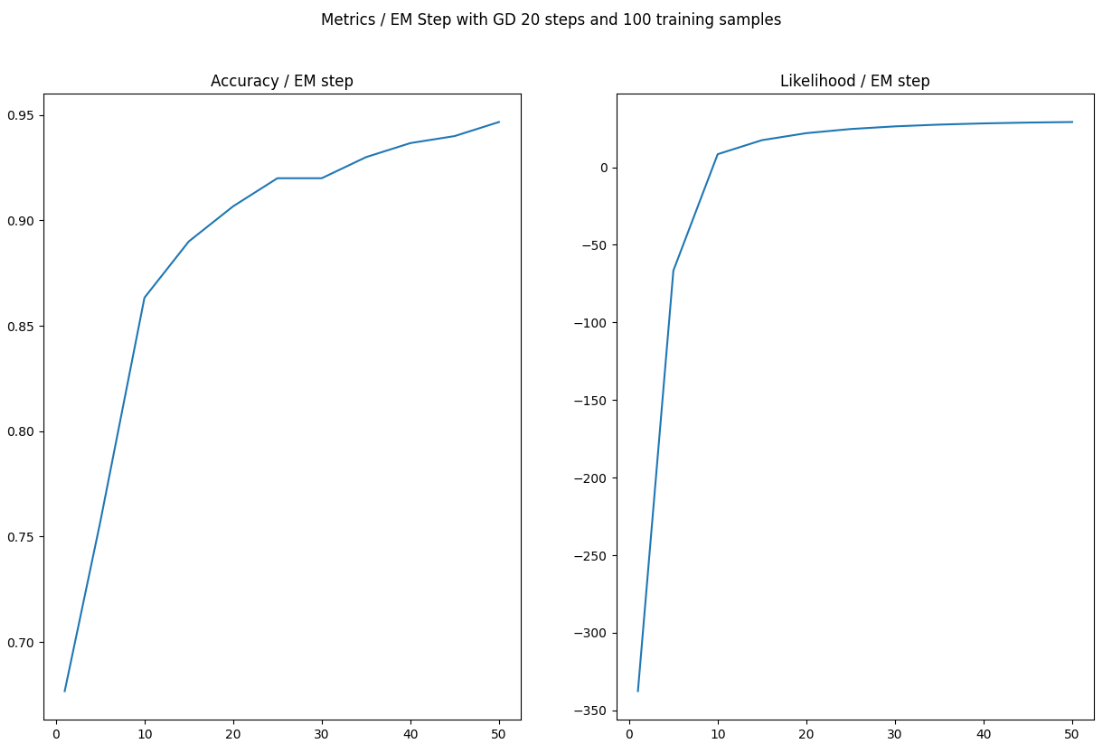 Metrics / EM Step with GD 20 steps and 100 training samples
Accuracy / EM step
0.95
0.90
0.85
0.80
0.75
0.70
0 10 20 30 40 50
Likelihood / EM step
0
−50
−100
−150
−200
−250
−300
−350
0 10 20 30 40 50